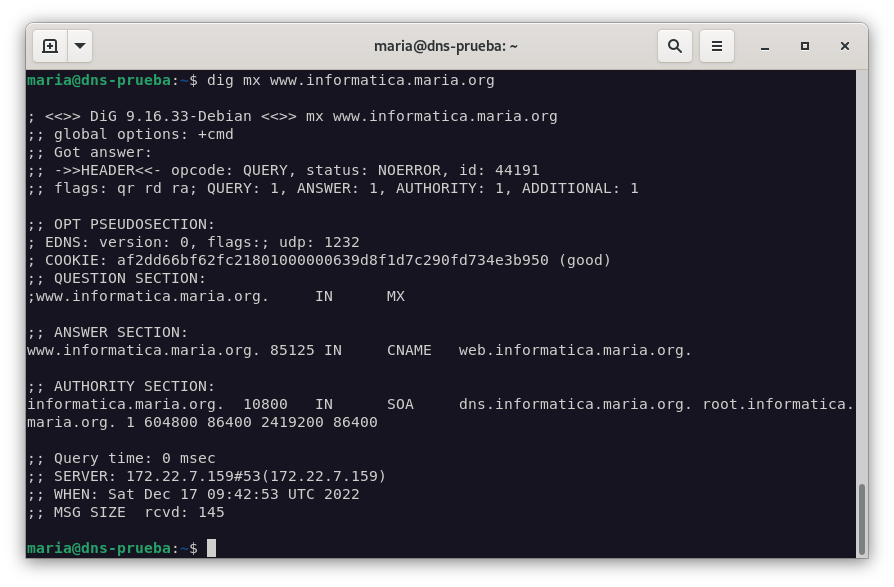 maria@dns-prueba: ~
maria@dns-prueba:~$ dig mx www.informatica.maria.org
; <<>> DiG 9.16.33-Debian <<>> mx www.informatica.maria.org
;; global options: +cmd
;; Got answer:
;; ->>HEADER<<- opcode: QUERY, status: NOERROR, id: 44191
;; flags: qr rd ra; QUERY: 1, ANSWER: 1, AUTHORITY: 1, ADDITIONAL: 1
;; OPT PSEUDOSECTION:
; EDNS: version: 0, flags:; udp: 1232
; COOKIE: af2dd66bf62fc21801000000639d8f1d7c290fd734e3b950 (good)
;; QUESTION SECTION:
;www.informatica.maria.org.     IN      MX
;; ANSWER SECTION:
www.informatica.maria.org. 85125 IN     CNAME   web.informatica.maria.org.
;; AUTHORITY SECTION:
informatica.maria.org.  10800   IN      SOA     dns.informatica.maria.org. root.informatica.
maria.org. 1 604800 86400 2419200 86400
;; Query time: 0 msec
;; SERVER: 172.22.7.159#53(172.22.7.159)
;; WHEN: Sat Dec 17 09:42:53 UTC 2022
;; MSG SIZE  rcvd: 145
maria@dns-prueba:~$